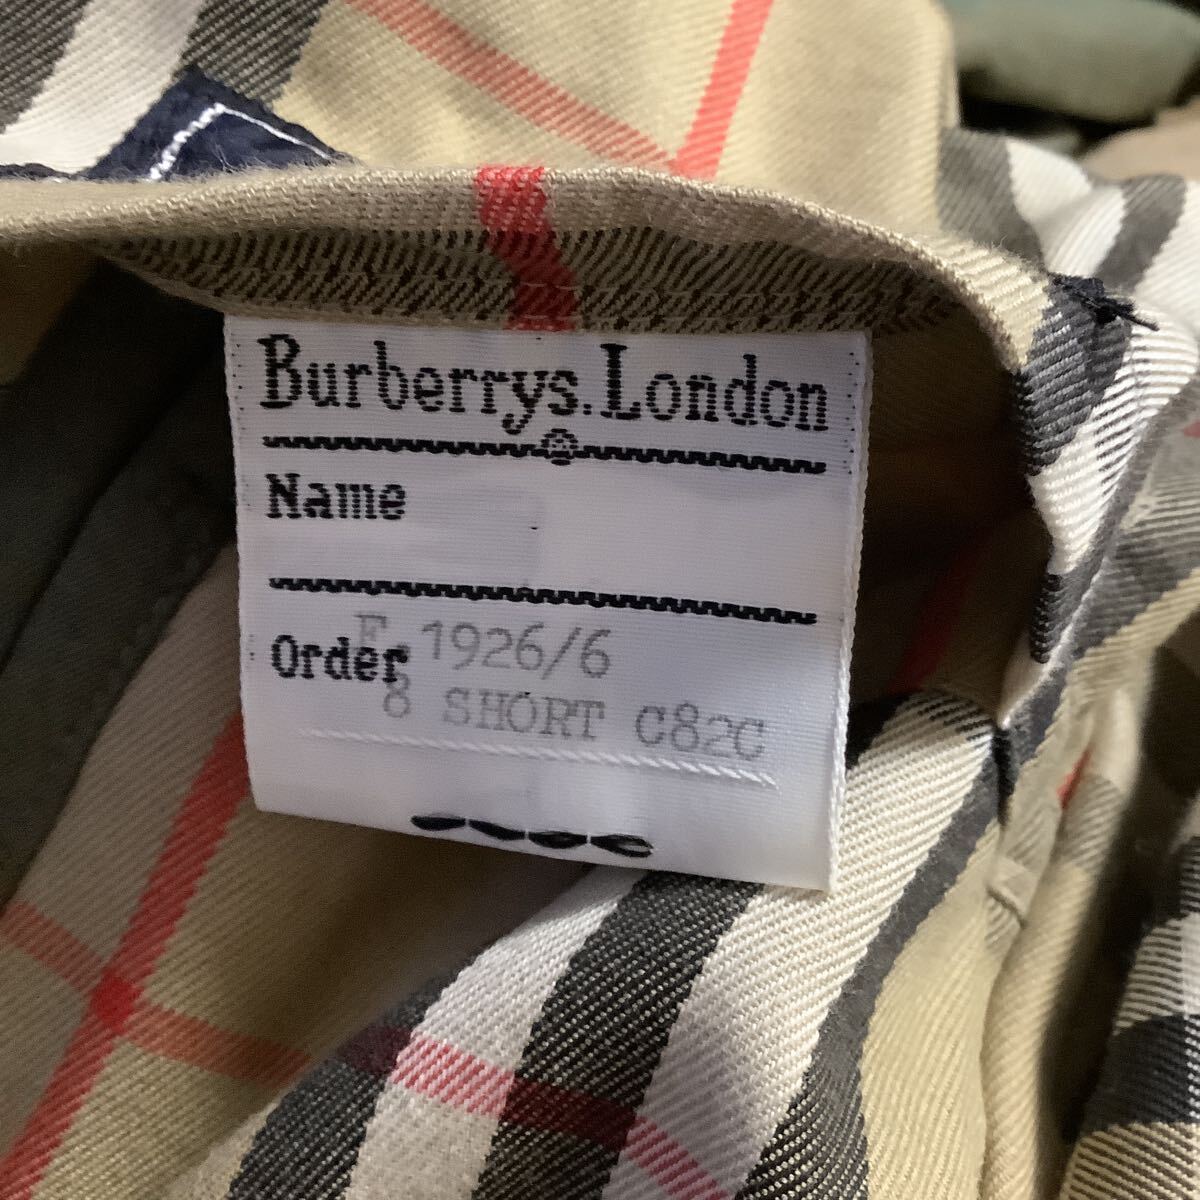 Burberrys.London
Name
Order F 1926/6
8 SHORT C82C